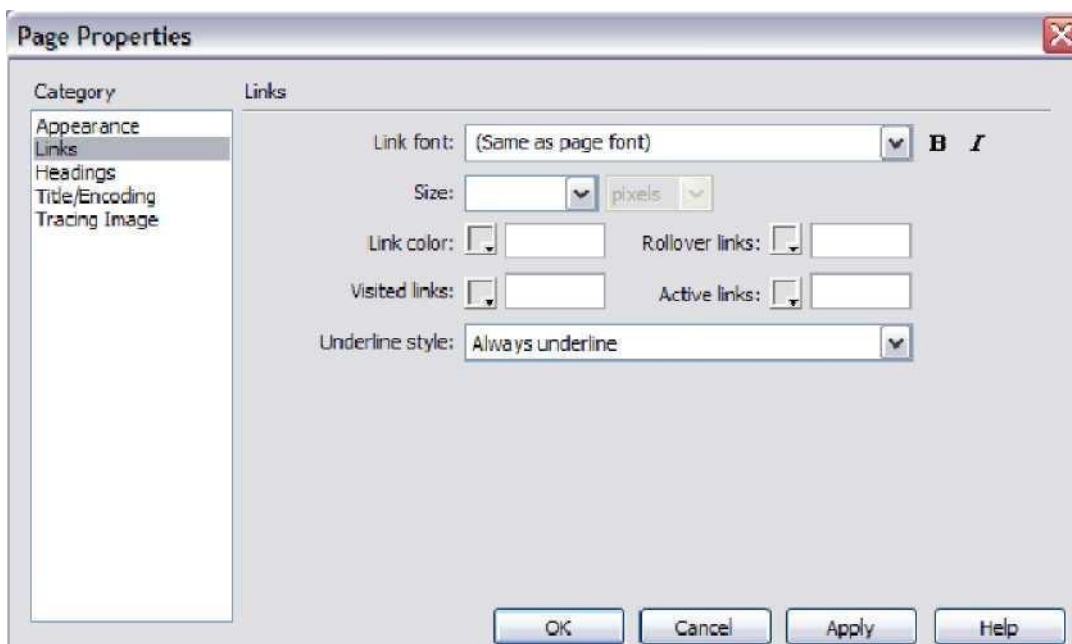 Page Properties
Category
Links
Appearance
Links
Headings
Title/Encoding
Tracing Image
Link font: (Same as page font) B I
Size: pixels
Link color: Rollover links:
Visited links: Active links:
Underline style: Always underline
OK Cancel Apply Help